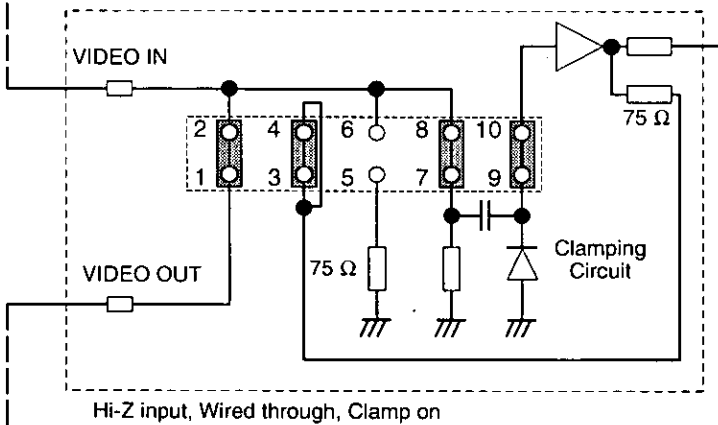 VIDEO IN
75 Ω
2 4 6 8 10
1 3 5 7 9
VIDEO OUT
75 Ω
Clamping
Circuit
Hi-Z input, Wired through, Clamp on